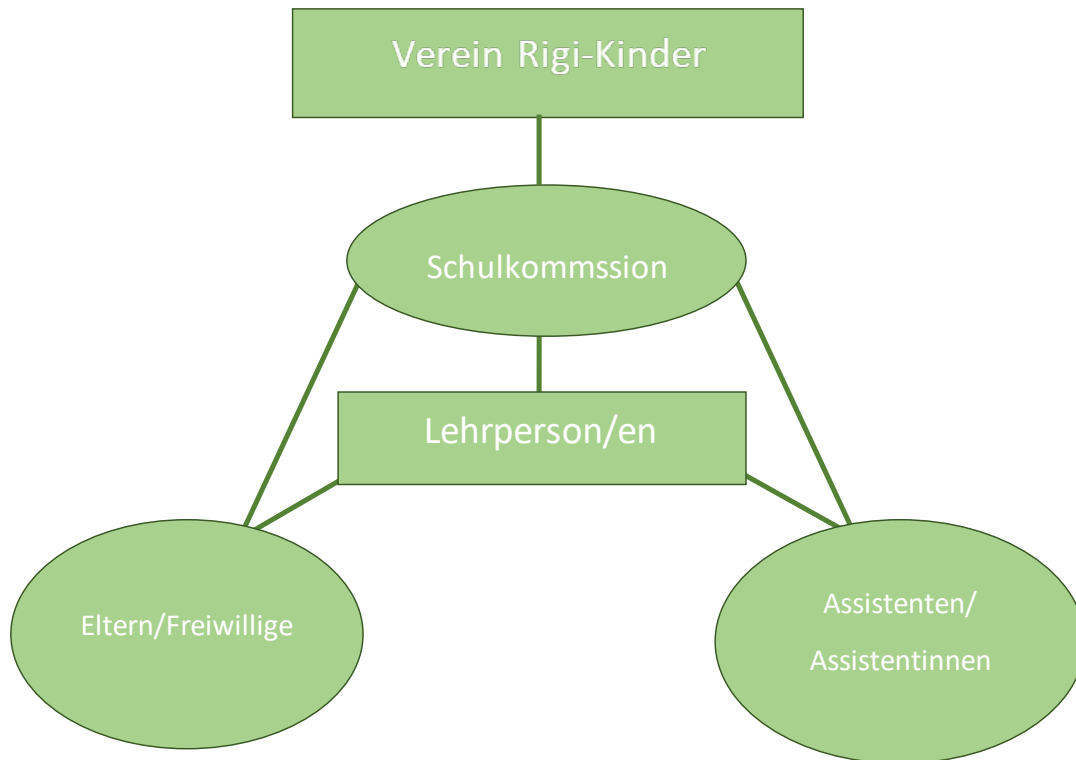 Verein Rigi-Kinder
Schulkommssion
Lehrperson/en
Eltern/Freiwillige
Assistenten/
Assistentinnen